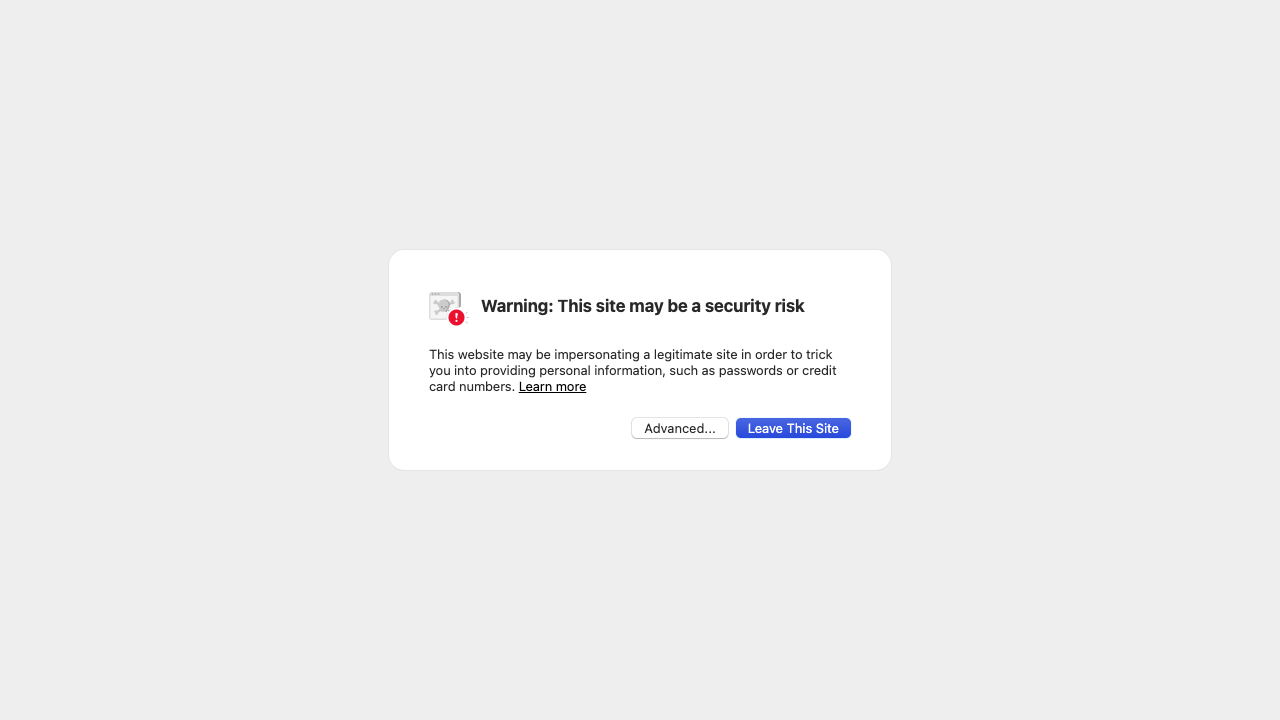 Warning: This site may be a security risk
This website may be impersonating a legitimate site in order to trick
you into providing personal information, such as passwords or credit
card numbers. Learn more
Advanced... Leave This Site